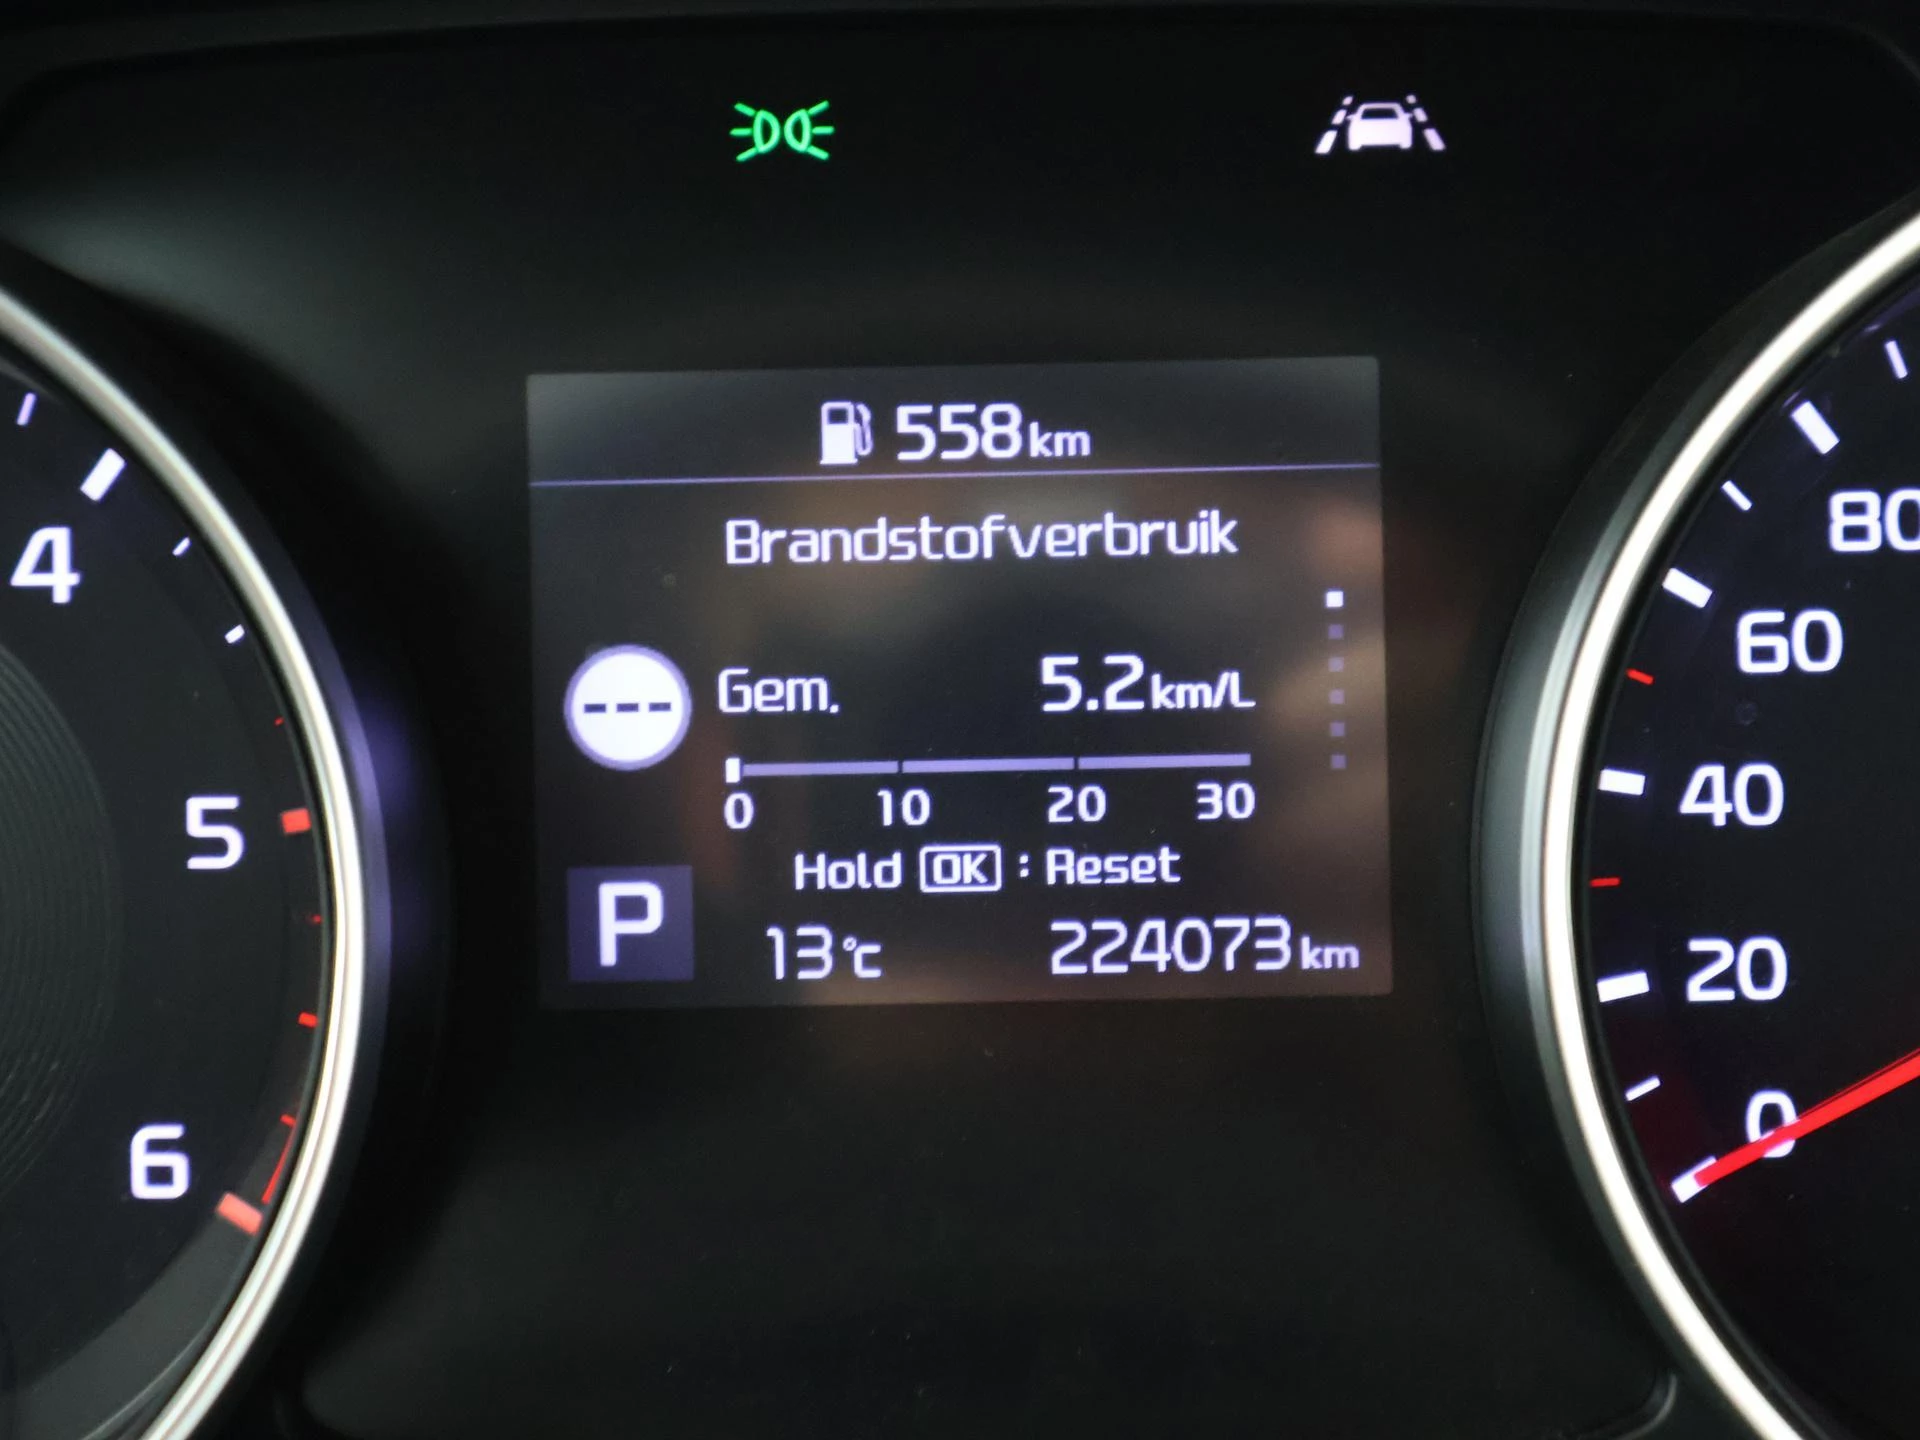 558km
Brandstofverbruik
Gem. 5.2km/L
0 10 20 30
Hold OK : Reset
P 13°C 224073km
4
5
6
80
60
40
20
0